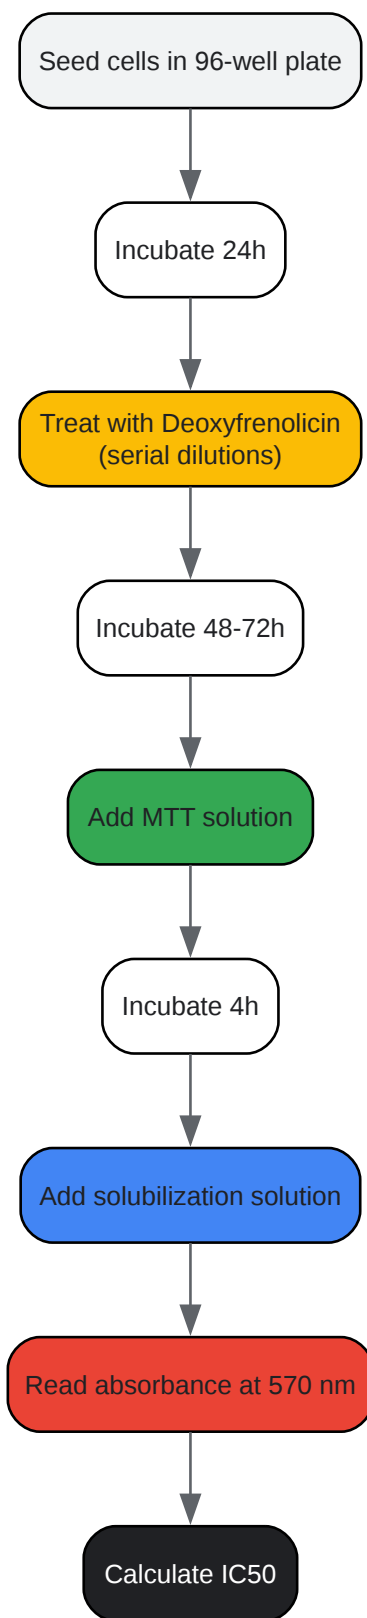 Seed cells in 96-well plate
Incubate 24h
Treat with Deoxyfrenolicin
(serial dilutions)
Incubate 48-72h
Add MTT solution
Incubate 4h
Add solubilization solution
Read absorbance at 570 nm
Calculate IC50